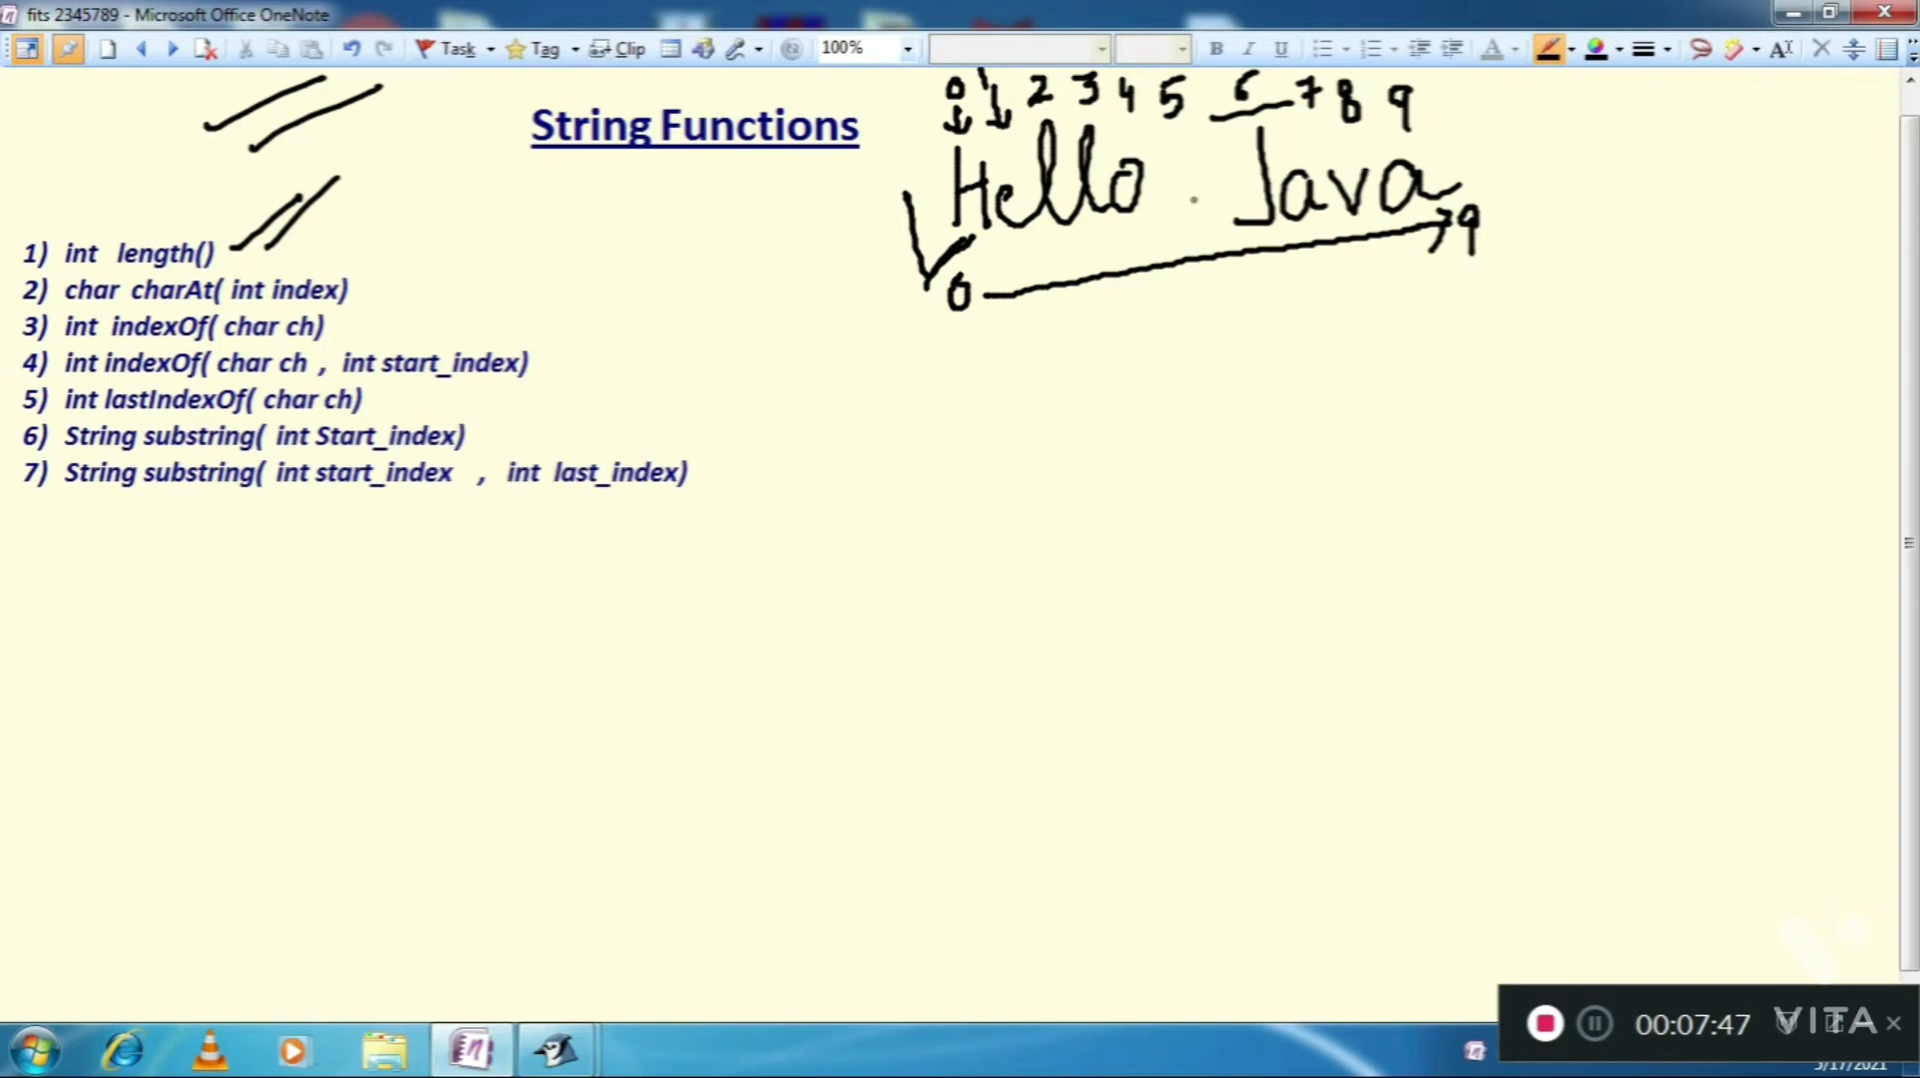 fits 2345789 - Microsoft Office OneNote
Task Tag Clip 100% B I U
0 1 2 3 4 5 6 7 8 9
String Functions
Hello Java
9
0
1) int length()
2) char charAt( int index)
3) int indexOf( char ch)
4) int indexOf( char ch , int start_index)
5) int lastIndexOf( char ch)
6) String substring( int Start_index)
7) String substring( int start_index , int last_index)
00:07:47 VITA
5/17/2021